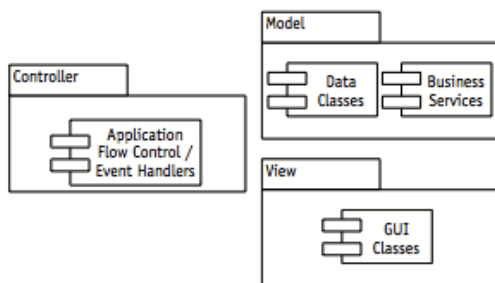 Controller
Application
Flow Control /
Event Handlers
Model
Data
Classes
Business
Services
View
GUI
Classes